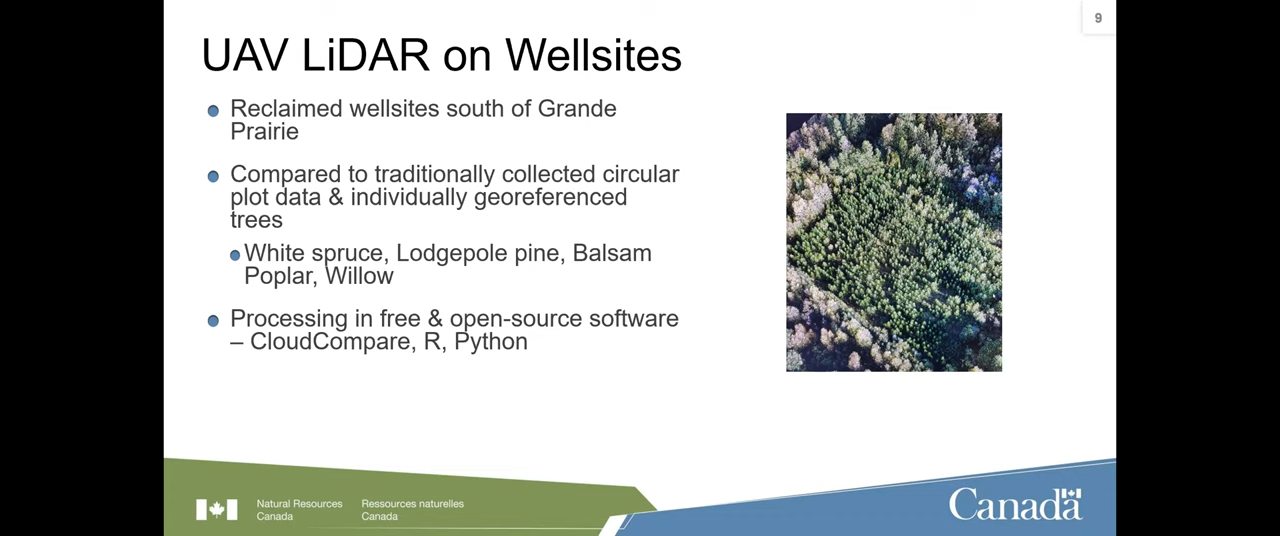 9
UAV LiDAR on Wellsites
Reclaimed wellsites south of Grande
Prairie
Compared to traditionally collected circular
plot data & individually georeferenced
trees
White spruce, Lodgepole pine, Balsam
Poplar, Willow
Processing in free & open-source software
– CloudCompare, R, Python
Natural Resources
Canada
Ressources naturelles
Canada
Canada